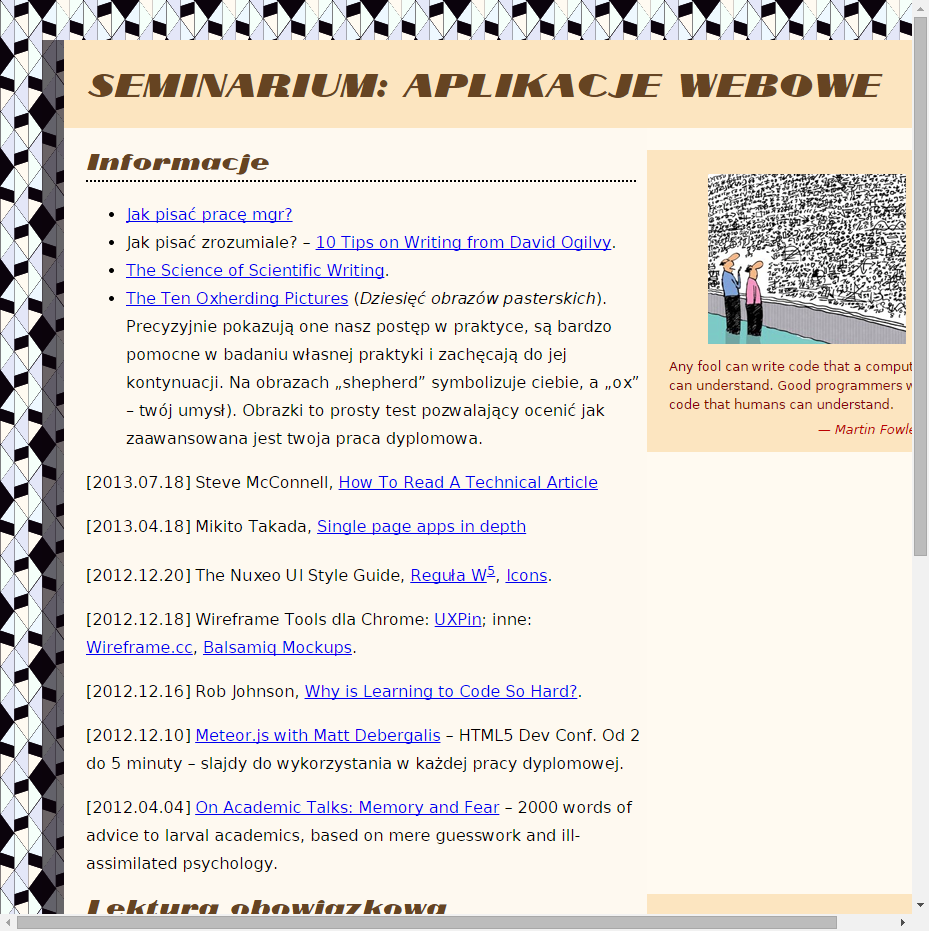 SEMINARIUM: APLIKACJE WEBOWE
Informacje
Jak pisać pracę mgr?
Jak pisać zrozumiale? – 10 Tips on Writing from David Ogilvy.
The Science of Scientific Writing.
The Ten Oxherding Pictures (Dziesięć obrazów pasterskich).
Precyzyjnie pokazują one nasz postęp w praktyce, są bardzo
pomocne w badaniu własnej praktyki i zachęcają do jej
kontynuacji. Na obrazach „shepherd” symbolizuje ciebie, a „ox”
– twój umysł). Obrazki to prosty test pozwalający ocenić jak
zaawansowana jest twoja praca dyplomowa.
[2013.07.18] Steve McConnell, How To Read A Technical Article
[2013.04.18] Mikito Takada, Single page apps in depth
[2012.12.20] The Nuxeo UI Style Guide, Reguła W5, Icons.
[2012.12.18] Wireframe Tools dla Chrome: UXPin; inne:
Wireframe.cc, Balsamiq Mockups.
[2012.12.16] Rob Johnson, Why is Learning to Code So Hard?.
[2012.12.10] Meteor.js with Matt Debergalis – HTML5 Dev Conf. Od 2
do 5 minuty – slajdy do wykorzystania w każdej pracy dyplomowej.
[2012.04.04] On Academic Talks: Memory and Fear – 2000 words of
advice to larval academics, based on mere guesswork and ill-
assimilated psychology.
Lektura obowiązkowa
Any fool can write code that a comput
can understand. Good programmers w
code that humans can understand.
— Martin Fowle